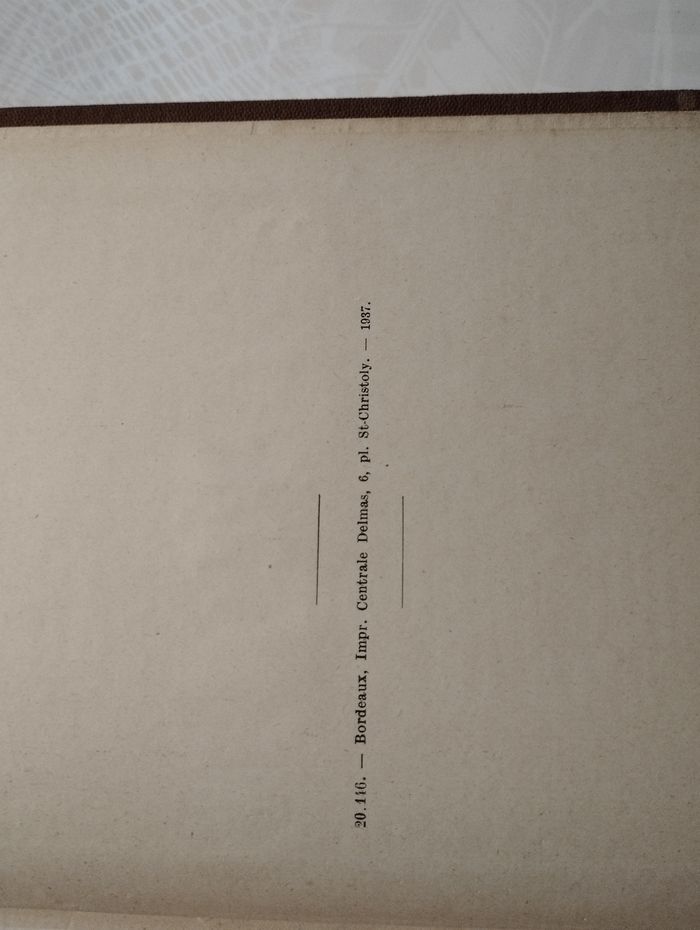 20.116. — Bordeaux, Impr. Centrale Delmas, 6, pl. St-Christoly. — 1937.